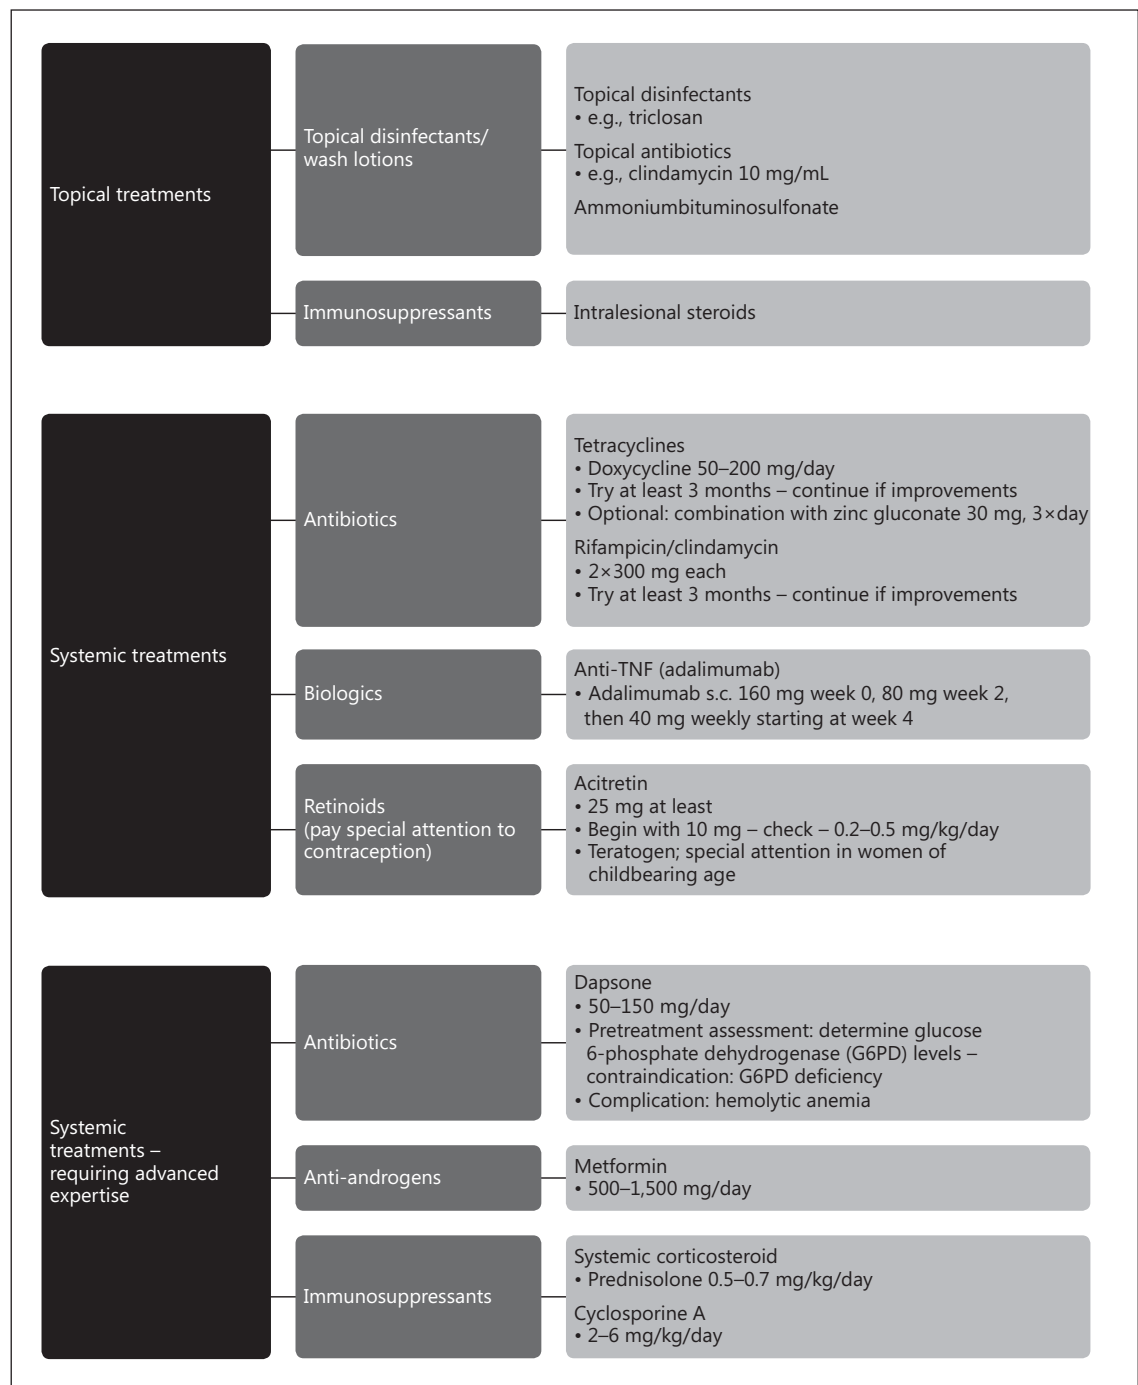 Topical treatments
Topical disinfectants/
wash lotions
Topical disinfectants
• e.g., triclosan
Topical antibiotics
• e.g., clindamycin 10 mg/mL
Ammoniumbituminosulfonate
Immunosuppressants
Intralesional steroids
Systemic treatments
Antibiotics
Tetracyclines
• Doxycycline 50–200 mg/day
• Try at least 3 months – continue if improvements
• Optional: combination with zinc gluconate 30 mg, 3×day
Rifampicin/clindamycin
• 2×300 mg each
• Try at least 3 months – continue if improvements
Biologics
Anti-TNF (adalimumab)
• Adalimumab s.c. 160 mg week 0, 80 mg week 2,
then 40 mg weekly starting at week 4
Retinoids
(pay special attention to
contraception)
Acitretin
• 25 mg at least
• Begin with 10 mg – check – 0.2–0.5 mg/kg/day
• Teratogen; special attention in women of
childbearing age
Systemic
treatments –
requiring advanced
expertise
Antibiotics
Dapsone
• 50–150 mg/day
• Pretreatment assessment: determine glucose
6-phosphate dehydrogenase (G6PD) levels –
contraindication: G6PD deficiency
• Complication: hemolytic anemia
Anti-androgens
Metformin
• 500–1,500 mg/day
Immunosuppressants
Systemic corticosteroid
• Prednisolone 0.5–0.7 mg/kg/day
Cyclosporine A
• 2–6 mg/kg/day